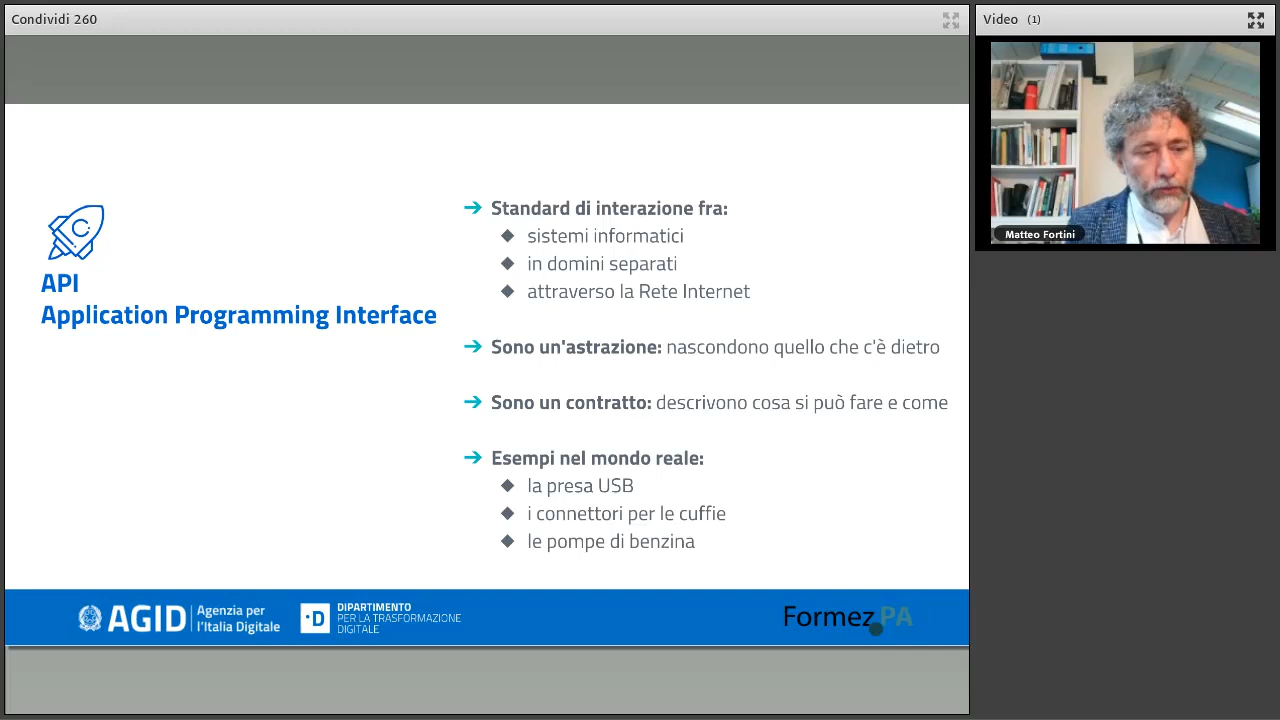 Condividi 260
Video (1)
Matteo Fortini
API
Application Programming Interface
➔ Standard di interazione fra:
◆ sistemi informatici
◆ in domini separati
◆ attraverso la Rete Internet
➔ Sono un'astrazione: nascondono quello che c'è dietro
➔ Sono un contratto: descrivono cosa si può fare e come
➔ Esempi nel mondo reale:
◆ la presa USB
◆ i connettori per le cuffie
◆ le pompe di benzina
AGID
Agenzia per
l'Italia Digitale
·D
DIPARTIMENTO
PER LA TRASFORMAZIONE
DIGITALE
Formez PA